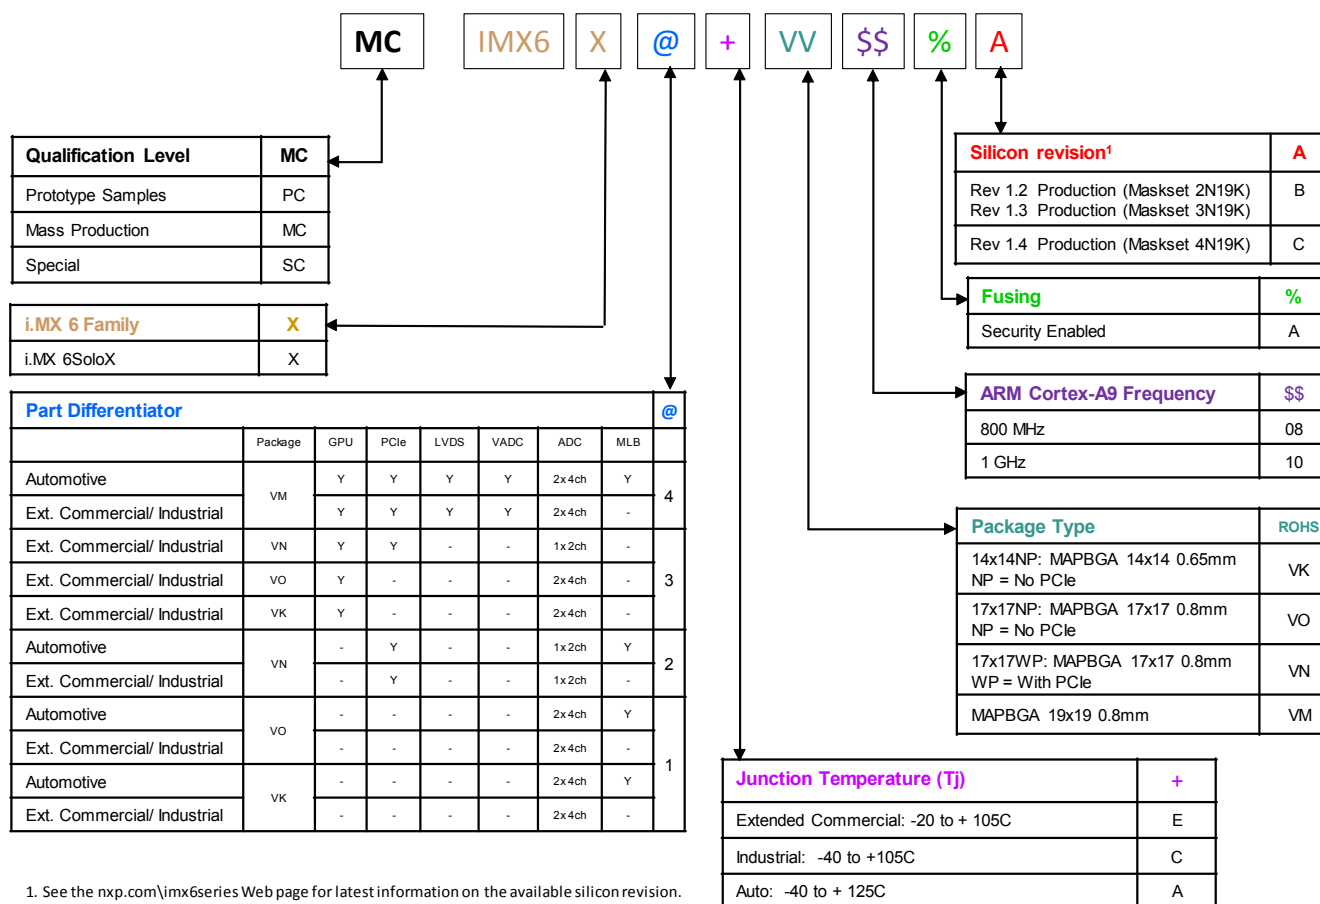 MC IMX6 X @ + VV $$ % A
Qualification Level MC
Prototype Samples PC
Mass Production MC
Special SC
i.MX 6 Family X
i.MX 6SoloX X
Part Differentiator @
Package GPU PCIe LVDS VADC ADC MLB
Automotive VM Y Y Y Y 2x4ch Y 4
Ext. Commercial/ Industrial Y Y Y Y 2x4ch -
Ext. Commercial/ Industrial VN Y Y - - 1x2ch - 3
Ext. Commercial/ Industrial VO Y - - - 2x4ch -
Ext. Commercial/ Industrial VK Y - - - 2x4ch -
Automotive VN - Y - - 1x2ch Y 2
Ext. Commercial/ Industrial - Y - - 1x2ch -
Automotive VO - - - - 2x4ch Y 1
Ext. Commercial/ Industrial - - - - 2x4ch -
Automotive VK - - - - 2x4ch Y
Ext. Commercial/ Industrial - - - - 2x4ch -
1. See the nxp.com\imx6series Web page for latest information on the available silicon revision.
Silicon revision¹ A
Rev 1.2 Production (Maskset 2N19K) B
Rev 1.3 Production (Maskset 3N19K)
Rev 1.4 Production (Maskset 4N19K) C
Fusing %
Security Enabled A
ARM Cortex-A9 Frequency $$
800 MHz 08
1 GHz 10
Package Type ROHS
14x14NP: MAPBGA 14x14 0.65mm VK
NP = No PCIe
17x17NP: MAPBGA 17x17 0.8mm VO
NP = No PCIe
17x17WP: MAPBGA 17x17 0.8mm VN
WP = With PCIe
MAPBGA 19x19 0.8mm VM
Junction Temperature (Tj) +
Extended Commercial: -20 to + 105C E
Industrial: -40 to +105C C
Auto: -40 to + 125C A